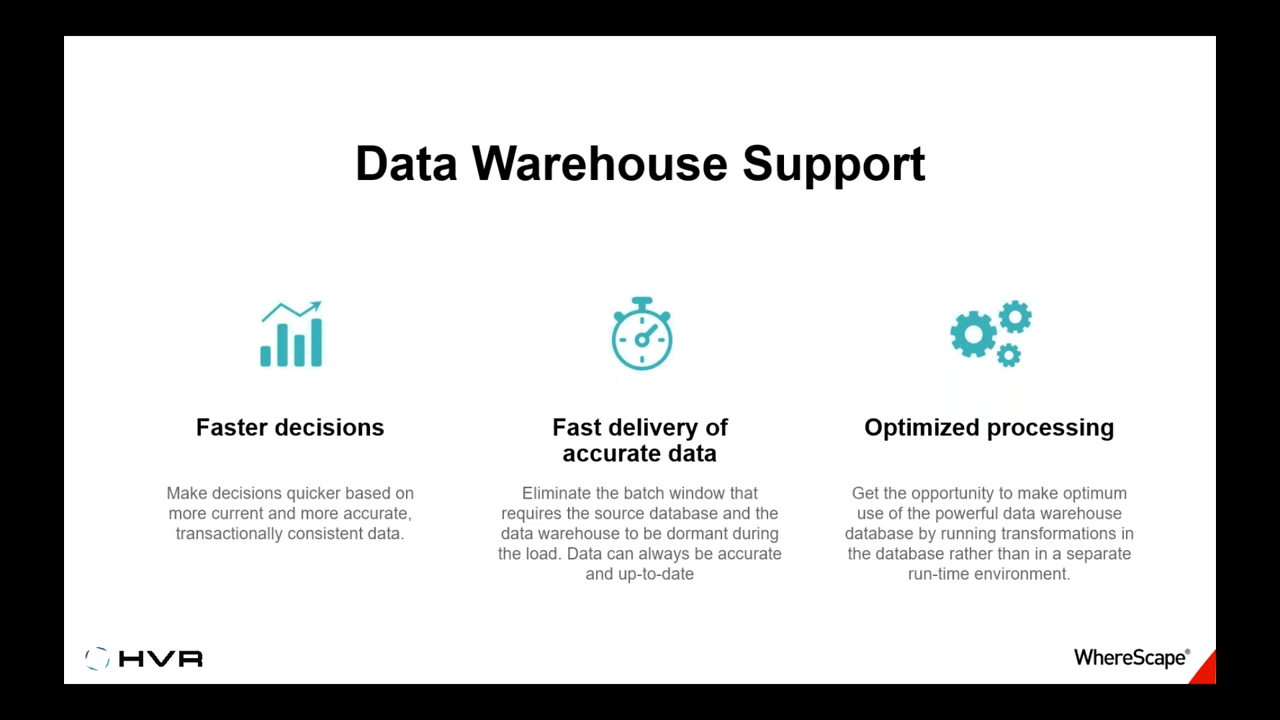 Data Warehouse Support
Faster decisions
Make decisions quicker based on
more current and more accurate,
transactionally consistent data.
Fast delivery of
accurate data
Eliminate the batch window that
requires the source database and the
data warehouse to be dormant during
the load. Data can always be accurate
and up-to-date
Optimized processing
Get the opportunity to make optimum
use of the powerful data warehouse
database by running transformations in
the database rather than in a separate
run-time environment.
HVR
WhereScape®